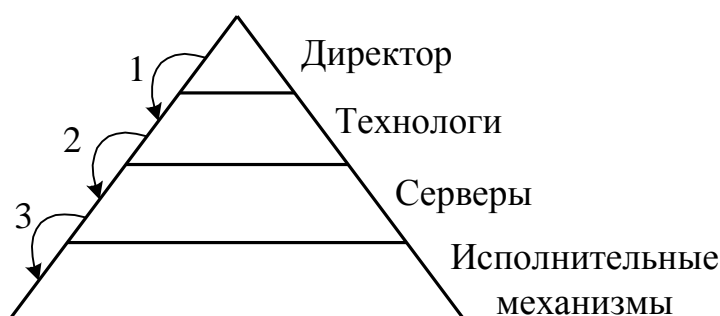 Директор
1
Технологи
2
Серверы
3
Исполнительные
механизмы